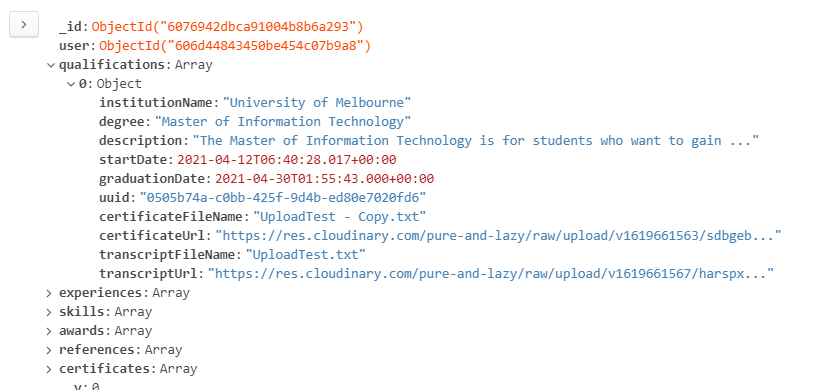 _id: ObjectId("6076942dbca91004b8b6a293")
user: ObjectId("606d44843450be454c07b9a8")
qualifications: Array
0: Object
institutionName: "University of Melbourne"
degree: "Master of Information Technology"
description: "The Master of Information Technology is for students who want to gain ..."
startDate: 2021-04-12T06:40:28.017+00:00
graduationDate: 2021-04-30T01:55:43.000+00:00
uuid: "0505b74a-c0bb-425f-9d4b-ed80e7020fd6"
certificateFileName: "UploadTest - Copy.txt"
certificateUrl: "https://res.cloudinary.com/pure-and-lazy/raw/upload/v1619661563/sdbgeb..."
transcriptFileName: "UploadTest.txt"
transcriptUrl: "https://res.cloudinary.com/pure-and-lazy/raw/upload/v1619661567/harspx..."
experiences: Array
skills: Array
awards: Array
references: Array
certificates: Array
__v: 0